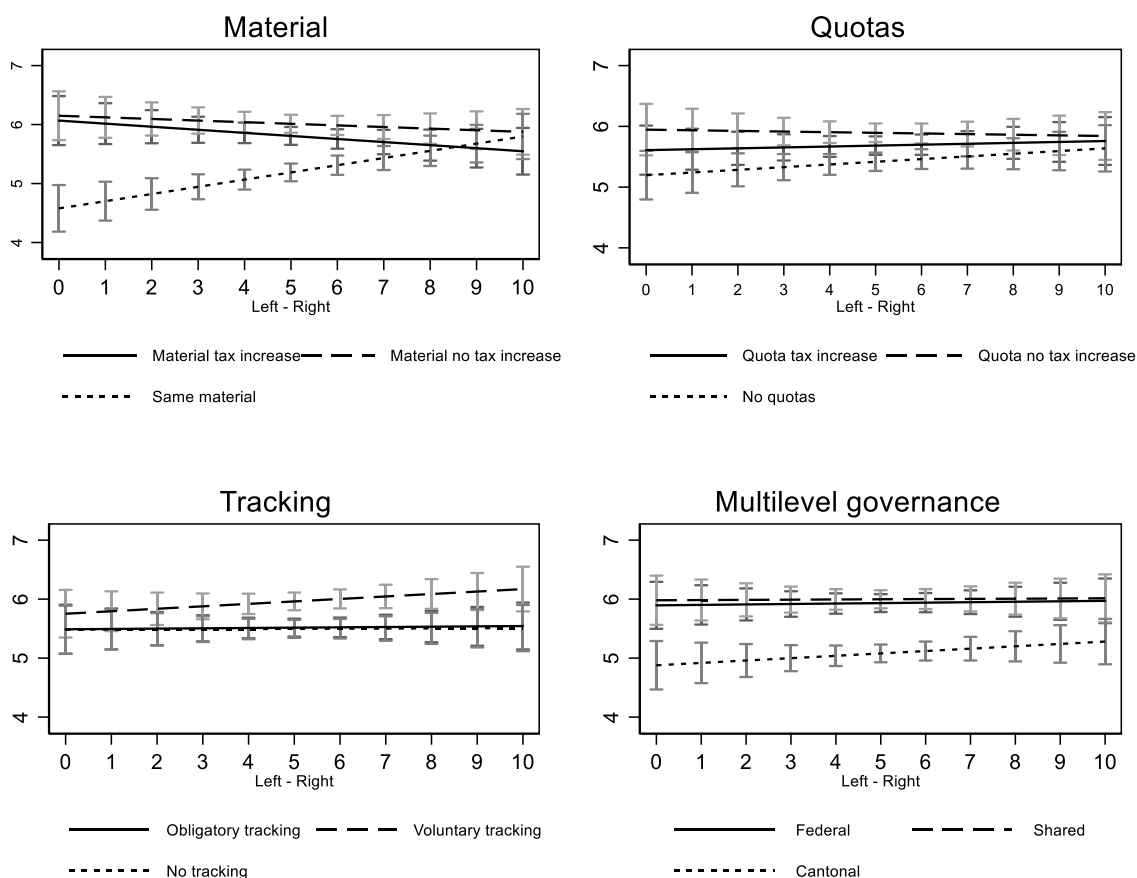 Material
7
6
5
4
0 1 2 3 4 5 6 7 8 9 10
Left - Right
Material tax increase Material no tax increase
Same material
Quotas
7
6
5
4
0 1 2 3 4 5 6 7 8 9 10
Left - Right
Quota tax increase Quota no tax increase
No quotas
Tracking
7
6
5
4
0 1 2 3 4 5 6 7 8 9 10
Left - Right
Obligatory tracking Voluntary tracking
No tracking
Multilevel governance
7
6
5
4
0 1 2 3 4 5 6 7 8 9 10
Left - Right
Federal Shared
Cantonal